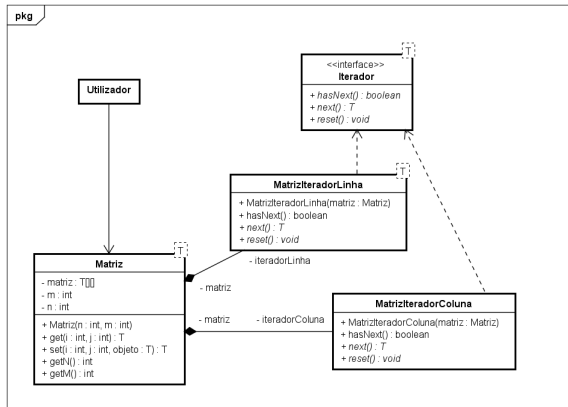 pkg
T
<<interface>>
Iterador
+ hasNext() : boolean
+ next() : T
+ reset() : void
Utilizador
T
MatrizIteradorLinha
+ MatrizIteradorLinha(matriz : Matriz)
+ hasNext() : boolean
+ next() : T
+ reset() : void
T
Matriz
- matriz : T[][]
- m : int
- n : int
+ Matriz(n : int, m : int)
+ get(i : int, j : int) : T
+ set(i : int, j : int, objeto : T) : T
+ getN() : int
+ getM() : int
- iteradorLinha
- matriz
- matriz
- iteradorColuna
MatrizIteradorColuna
+ MatrizIteradorColuna(matriz : Matriz)
+ hasNext() : boolean
+ next() : T
+ reset() : void